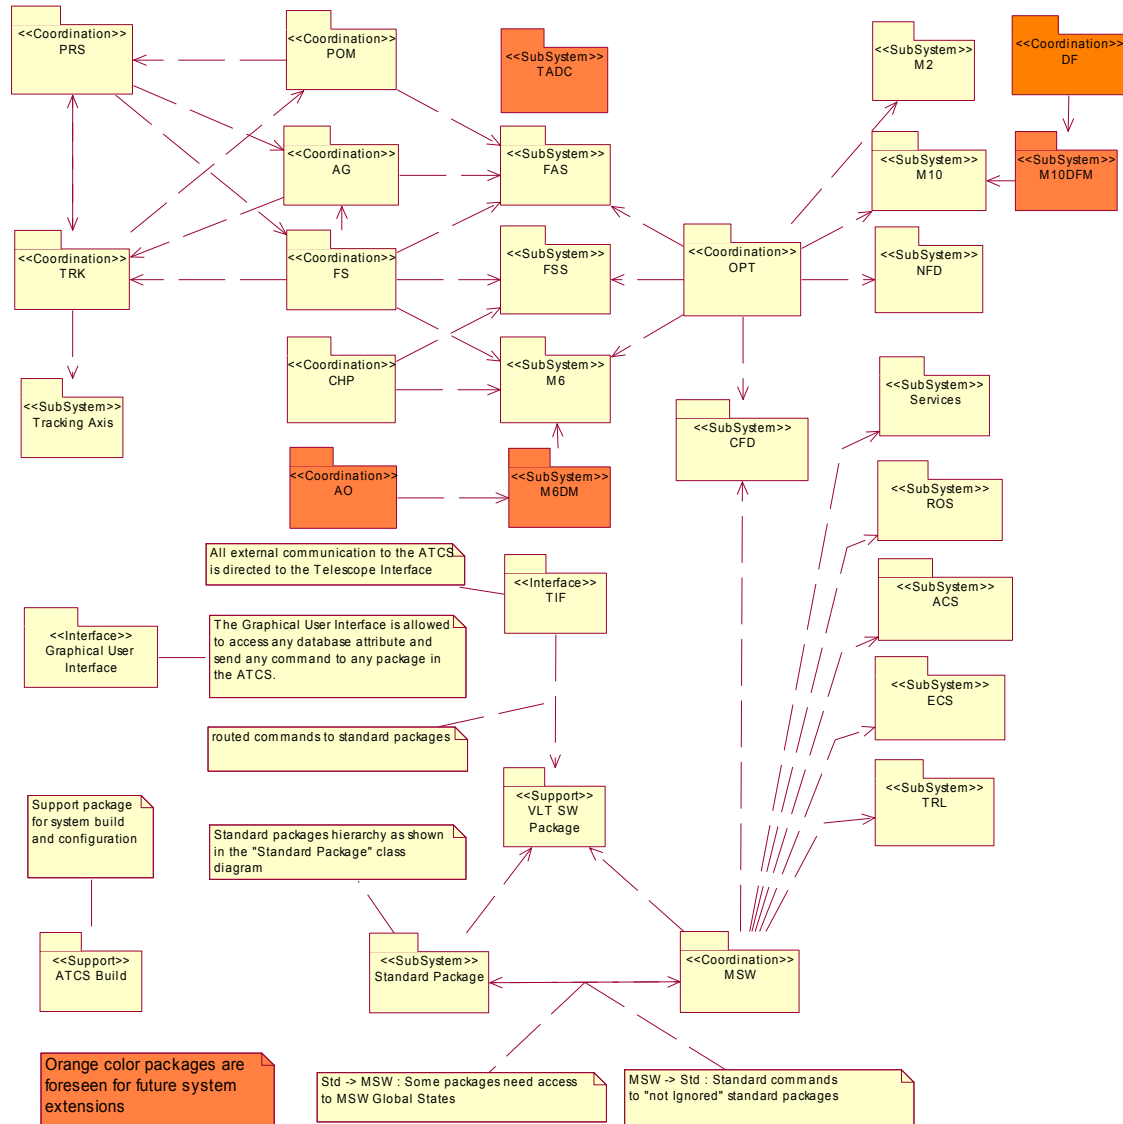 <<Coordination>>
PRS
<<Coordination>>
POM
<<SubSystem>>
TADC
<<SubSystem>>
M2
<<Coordination>>
DF
<<Coordination>>
AG
<<SubSystem>>
FAS
<<SubSystem>>
M10
<<SubSystem>>
M10DFM
<<Coordination>>
TRK
<<Coordination>>
FS
<<SubSystem>>
FSS
<<Coordination>>
OPT
<<SubSystem>>
NFD
<<Coordination>>
CHP
<<SubSystem>>
M6
<<SubSystem>>
Tracking Axis
<<SubSystem>>
CFD
<<SubSystem>>
Services
<<Coordination>>
AO
<<SubSystem>>
M6DM
<<SubSystem>>
ROS
All external communication to the ATCS
is directed to the Telescope Interface
<<Interface>>
TIF
<<SubSystem>>
ACS
<<Interface>>
Graphical User
Interface
The Graphical User Interface is allowed
to access any database attribute and
send any command to any package in
the ATCS.
<<SubSystem>>
ECS
routed commands to standard packages
<<SubSystem>>
TRL
Support package
for system build
and configuration
<<Support>>
VLT SW
Package
Standard packages hierarchy as shown
in the "Standard Package" class
diagram
<<Support>>
ATCS Build
<<SubSystem>>
Standard Package
<<Coordination>>
MSW
Orange color packages are
foreseen for future system
extensions
Std -> MSW : Some packages need access
to MSW Global States
MSW -> Std : Standard commands
to "not Ignored" standard packages